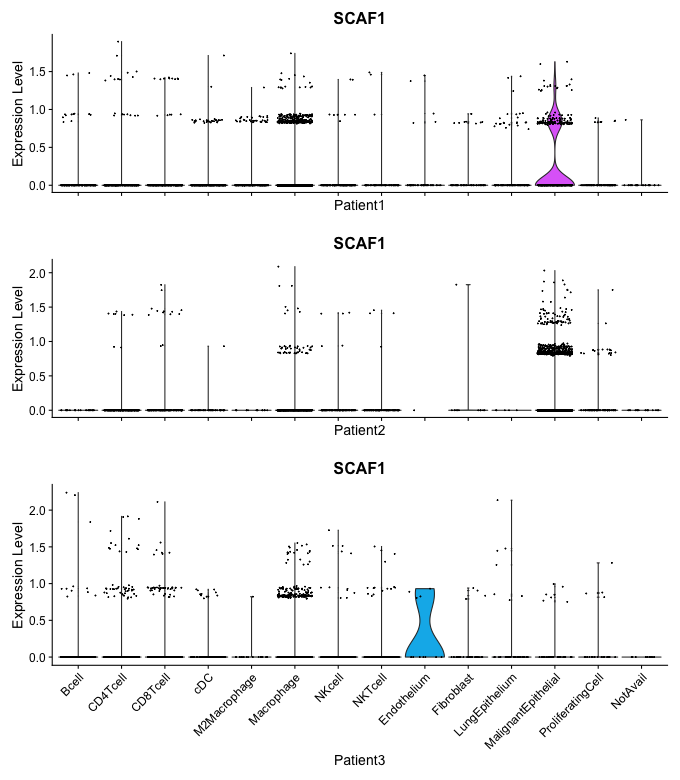 SCAF1
Expression Level
1.5
1.0
0.5
0.0
Patient1
SCAF1
Expression Level
2.0
1.5
1.0
0.5
0.0
Patient2
SCAF1
Expression Level
2.0
1.5
1.0
0.5
0.0
Bcell
CD4Tcell
CD8Tcell
cDC
M2Macrophage
Macrophage
NKcell
NKTcell
Endothelium
Fibroblast
LungEpithelium
MalignantEpithelial
ProliferatingCell
NotAvail
Patient3